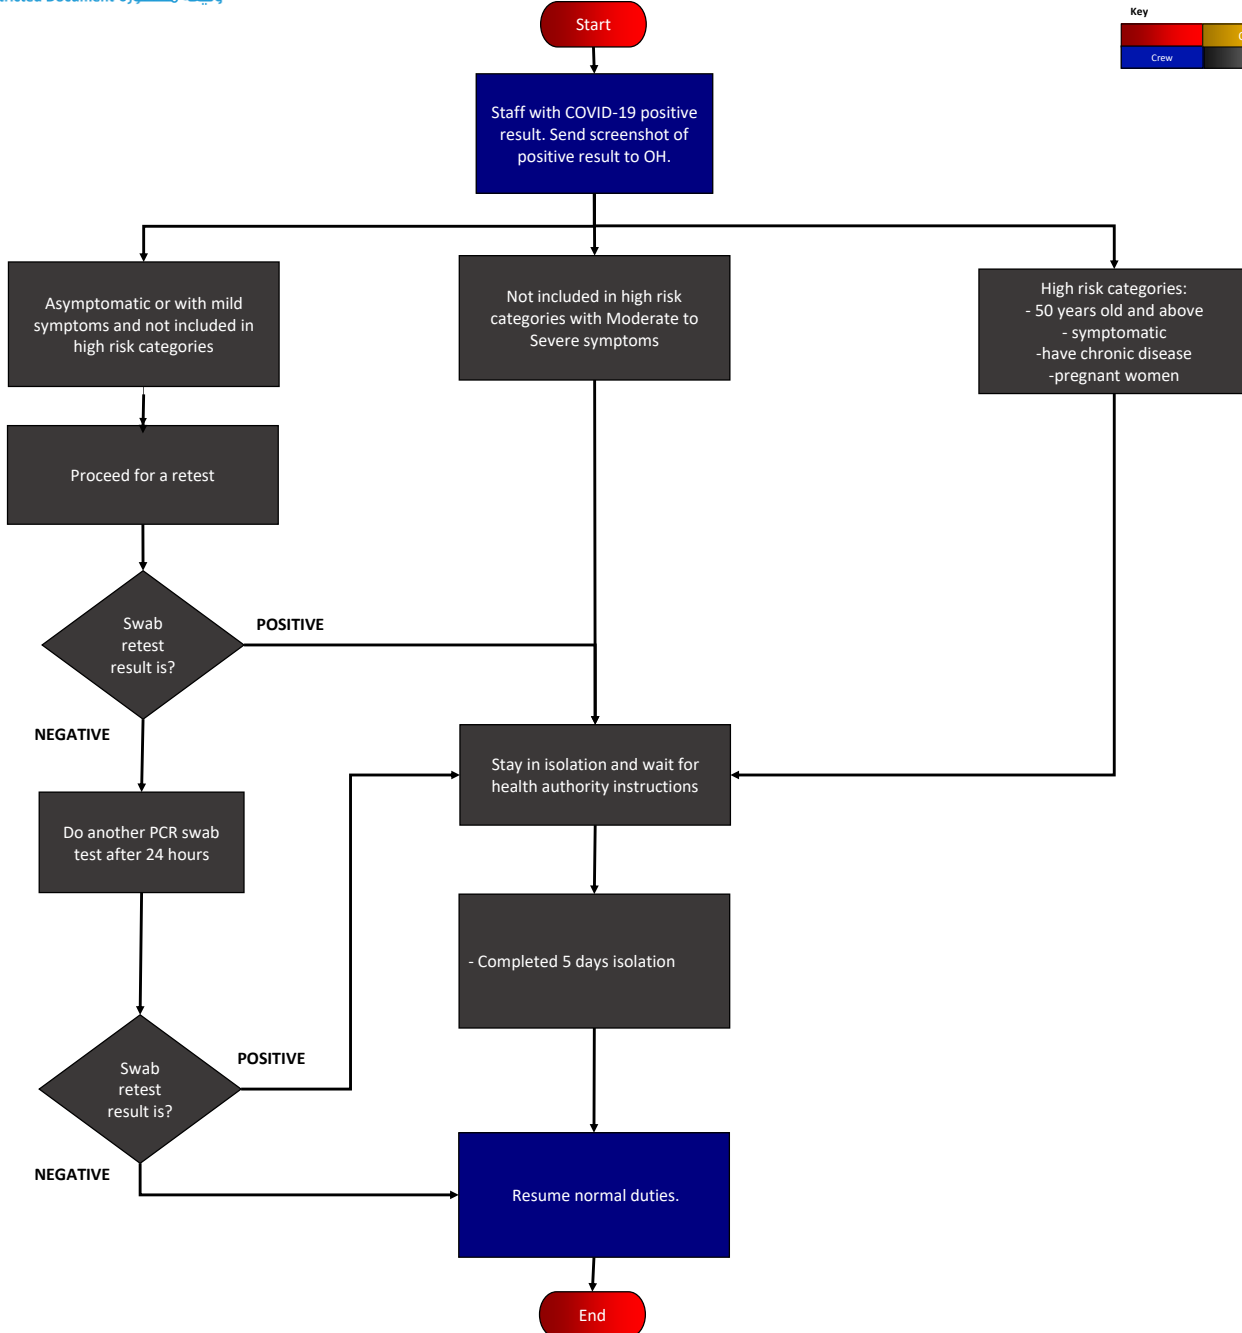 Document
Start
Key
Crew
Staff with COVID-19 positive
result. Send screenshot of
positive result to OH.
Asymptomatic or with mild
symptoms and not included in
high risk categories
Not included in high risk
categories with Moderate to
Severe symptoms
High risk categories:
- 50 years old and above
- symptomatic
-have chronic disease
-pregnant women
Proceed for a retest
Swab
retest
result is?
POSITIVE
NEGATIVE
Stay in isolation and wait for
health authority instructions
Do another PCR swab
test after 24 hours
- Completed 5 days isolation
Swab
retest
result is?
POSITIVE
NEGATIVE
Resume normal duties.
End